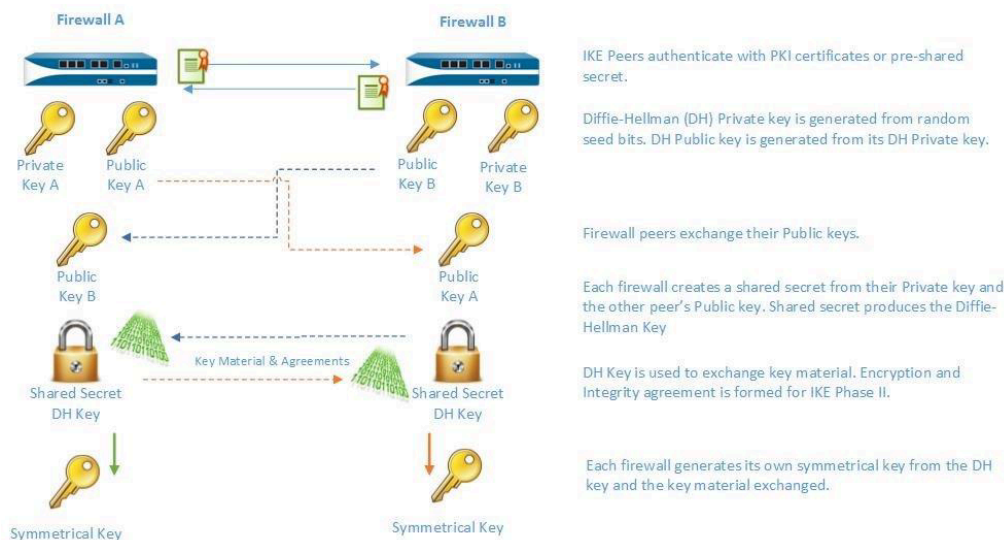 Firewall A
Firewall B
IKE Peers authenticate with PKI certificates or pre-shared
secret.
Diffie-Hellman (DH) Private key is generated from random
seed bits. DH Public key is generated from its DH Private key.
Private
Key A
Public
Key A
Public
Key B
Private
Key B
Firewall peers exchange their Public keys.
Public
Key B
Public
Key A
Each firewall creates a shared secret from their Private key and
the other peer's Public key. Shared secret produces the Diffie-
Hellman Key
Key Material & Agreements
DH Key is used to exchange key material. Encryption and
Integrity agreement is formed for IKE Phase II.
Shared Secret
DH Key
Shared Secret
DH Key
Each firewall generates its own symmetrical key from the DH
key and the key material exchanged.
Symmetrical Key
Symmetrical Key